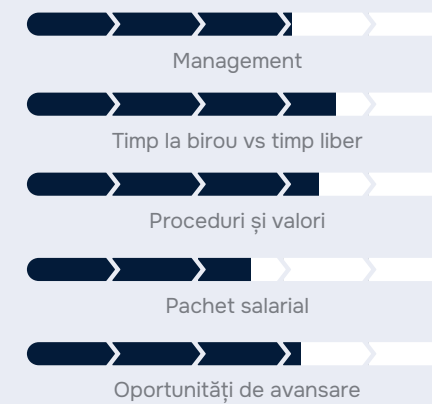 Management
Timp la birou vs timp liber
Proceduri și valori
Pachet salarial
Oportunități de avansare